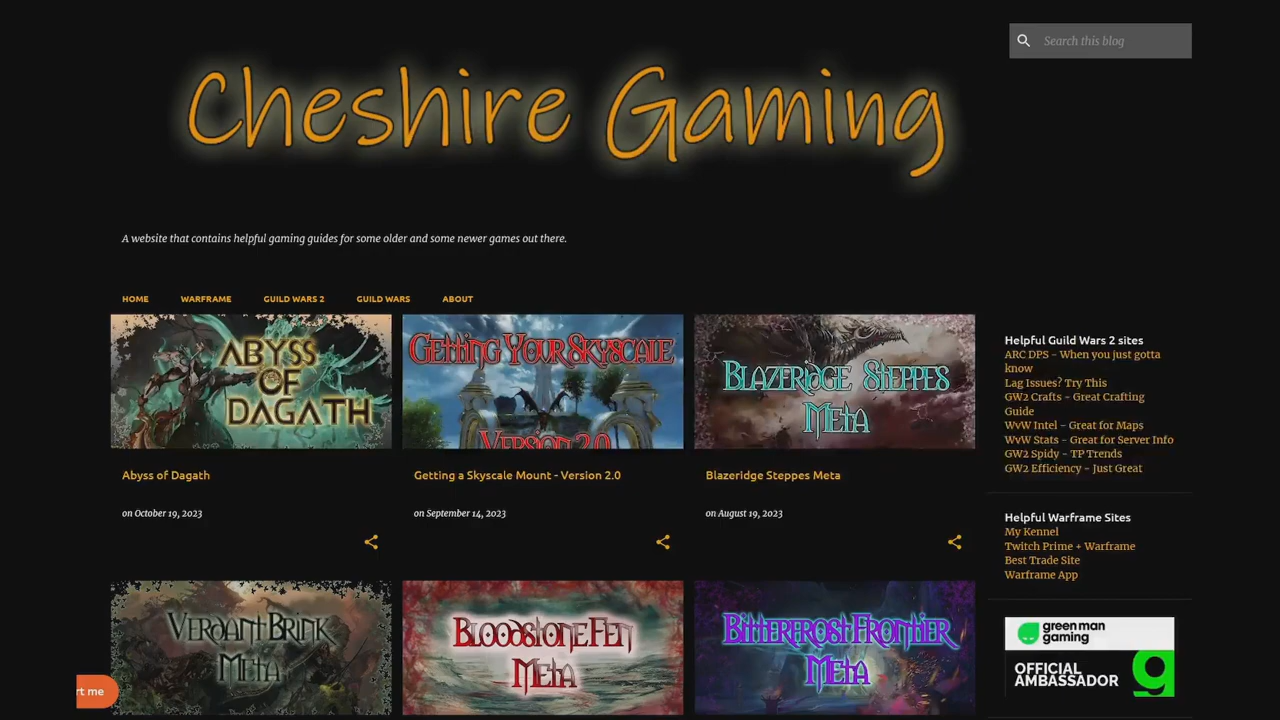 Search this blog
Cheshire Gaming
A website that contains helpful gaming guides for some older and some newer games out there.
HOME WARFRAME GUILD WARS 2 GUILD WARS ABOUT
ABYSS
OF
DAGATH
Abyss of Dagath
on October 19, 2023
Getting Your Skyscale
Version 2.0
Getting a Skyscale Mount - Version 2.0
on September 14, 2023
Blazeridge Steppes
Meta
Blazeridge Steppes Meta
on August 19, 2023
Verdant Brink
Meta
Bloodstone Fen
Meta
Bitterfrost Frontier
Meta
rt me
Helpful Guild Wars 2 sites
ARC DPS - When you just gotta
know
Lag Issues? Try This
GW2 Crafts - Great Crafting
Guide
WvW Intel - Great for Maps
WvW Stats - Great for Server Info
GW2 Spidy - TP Trends
GW2 Efficiency - Just Great
Helpful Warframe Sites
My Kennel
Twitch Prime + Warframe
Best Trade Site
Warframe App
green man
gaming
OFFICIAL
AMBASSADOR